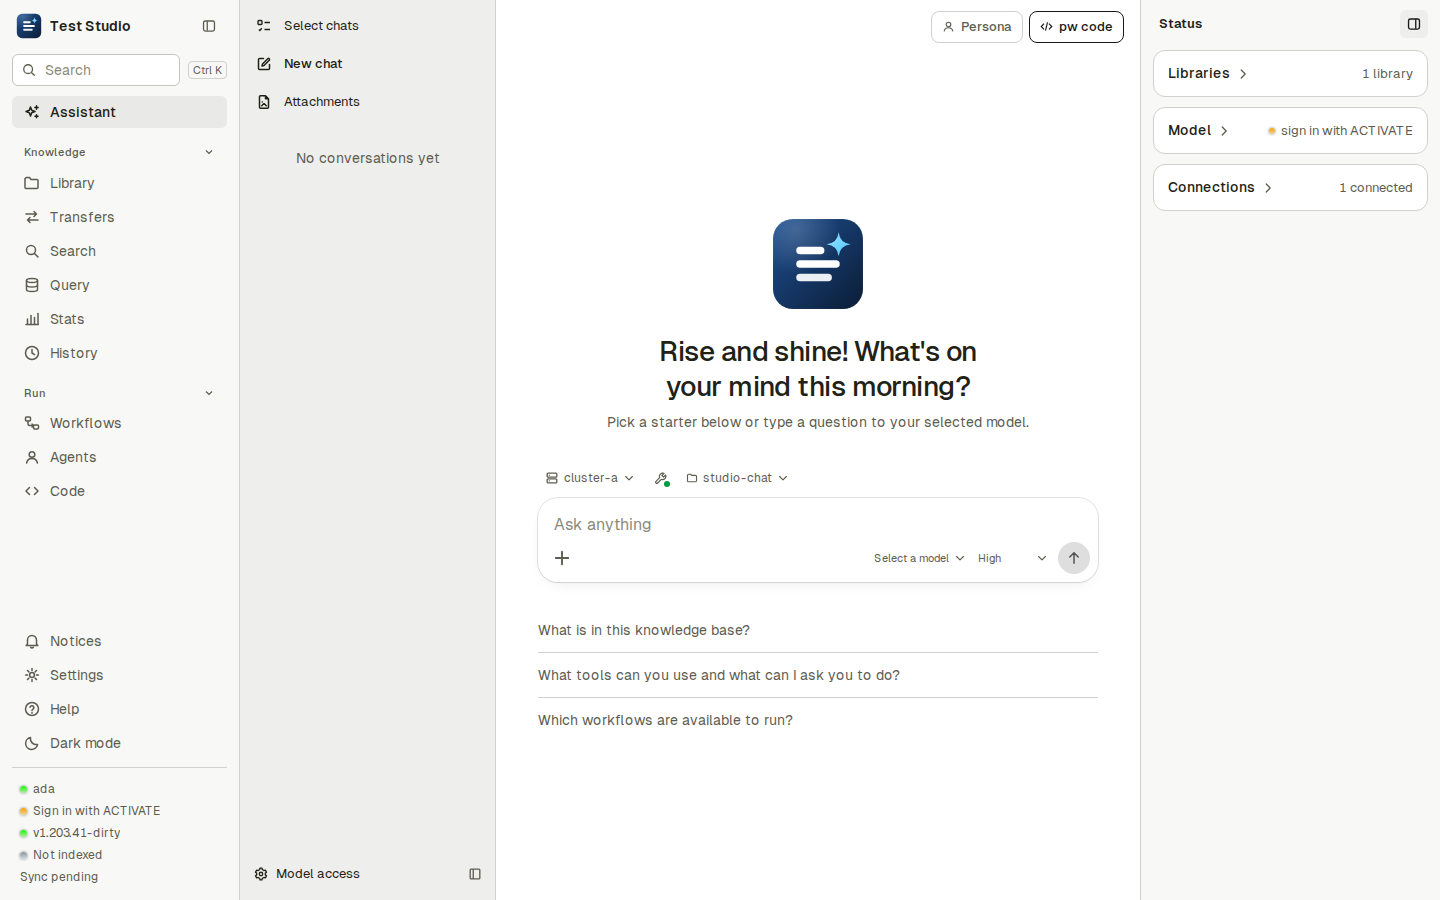 Test Studio
Search
Ctrl K
Assistant
Knowledge
Library
Transfers
Search
Query
Stats
History
Run
Workflows
Agents
Code
Notices
Settings
Help
Dark mode
ada
Sign in with ACTIVATE
v1.203.41-dirty
Not indexed
Sync pending
Select chats
New chat
Attachments
No conversations yet
Model access
Persona
pw code
Rise and shine! What's on
your mind this morning?
Pick a starter below or type a question to your selected model.
cluster-a
studio-chat
Ask anything
Select a model
High
What is in this knowledge base?
What tools can you use and what can I ask you to do?
Which workflows are available to run?
Status
Libraries
1 library
Model
sign in with ACTIVATE
Connections
1 connected